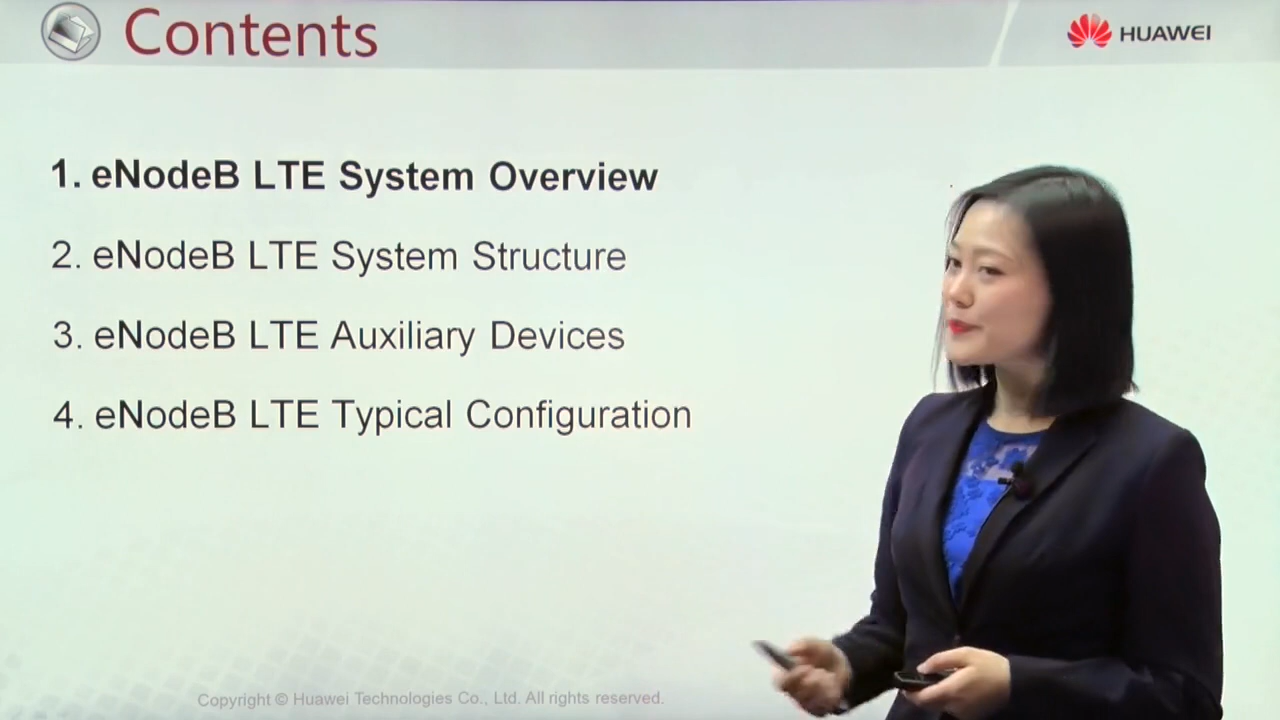 Contents
HUAWEI
1. eNodeB LTE System Overview
2. eNodeB LTE System Structure
3. eNodeB LTE Auxiliary Devices
4. eNodeB LTE Typical Configuration
Copyright © Huawei Technologies Co., Ltd. All rights reserved.